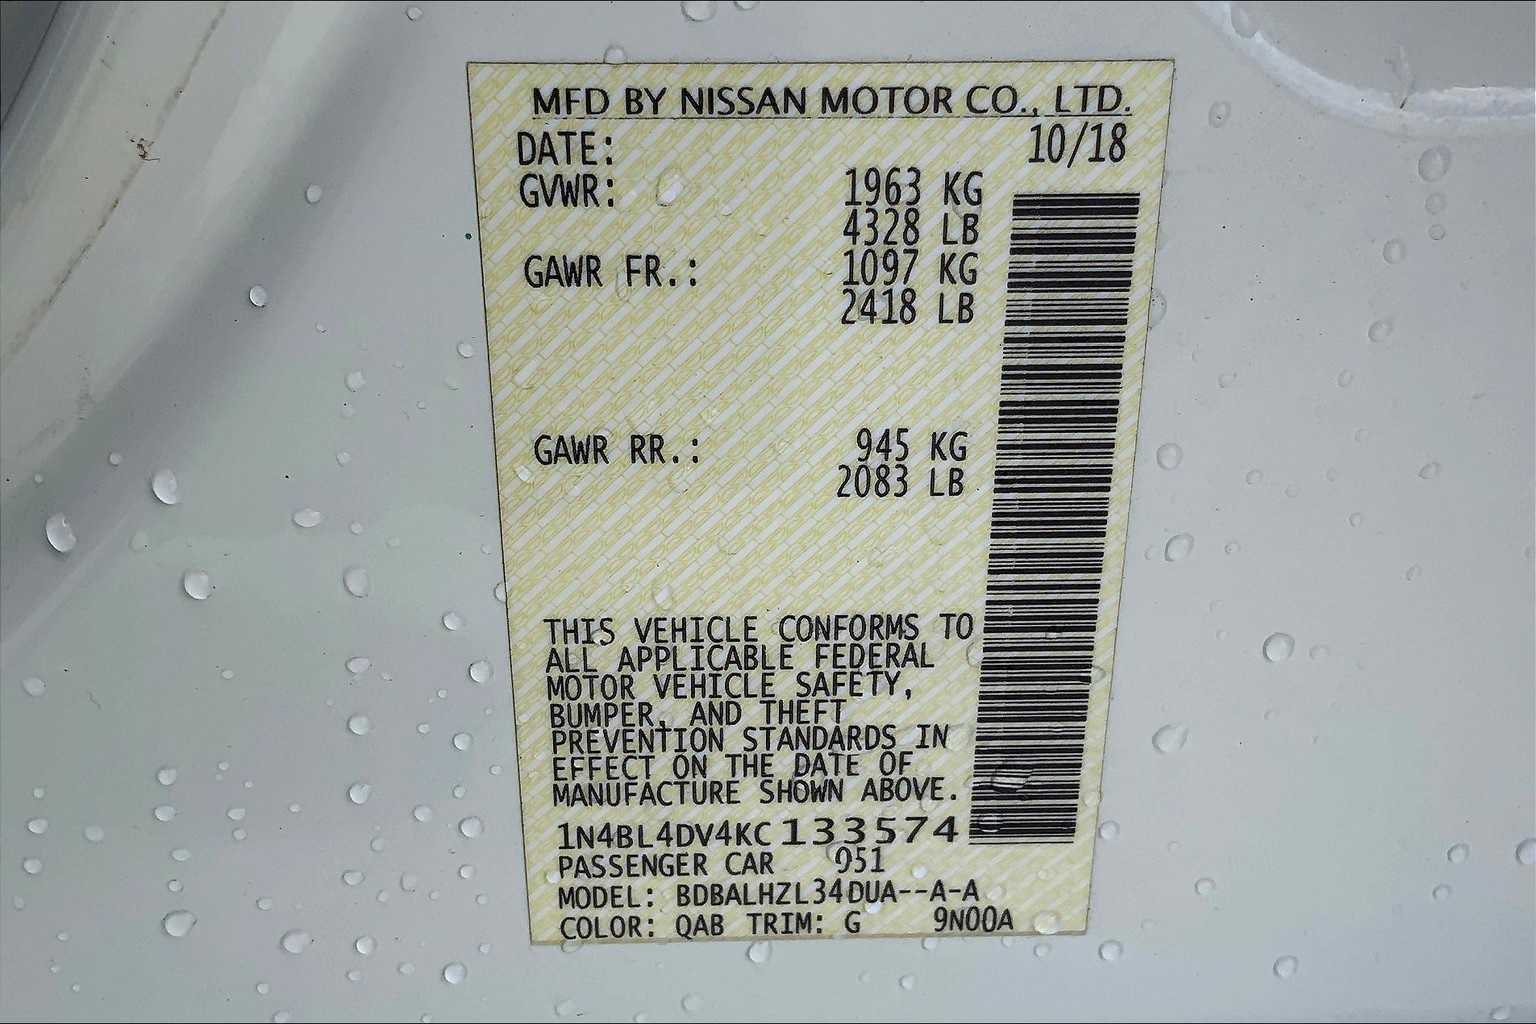 MFD BY NISSAN MOTOR CO., LTD.
DATE: 10/18
GVWR: 1963 KG
4328 LB
GAWR FR.: 1097 KG
2418 LB
GAWR RR.: 945 KG
2083 LB
THIS VEHICLE CONFORMS TO
ALL APPLICABLE FEDERAL
MOTOR VEHICLE SAFETY,
BUMPER, AND THEFT
PREVENTION STANDARDS IN
EFFECT ON THE DATE OF
MANUFACTURE SHOWN ABOVE.
1N4BL4DV4KC133574
PASSENGER CAR 951
MODEL: BDBALHZL34DUA--A-A
COLOR: QAB TRIM: G 9N00A